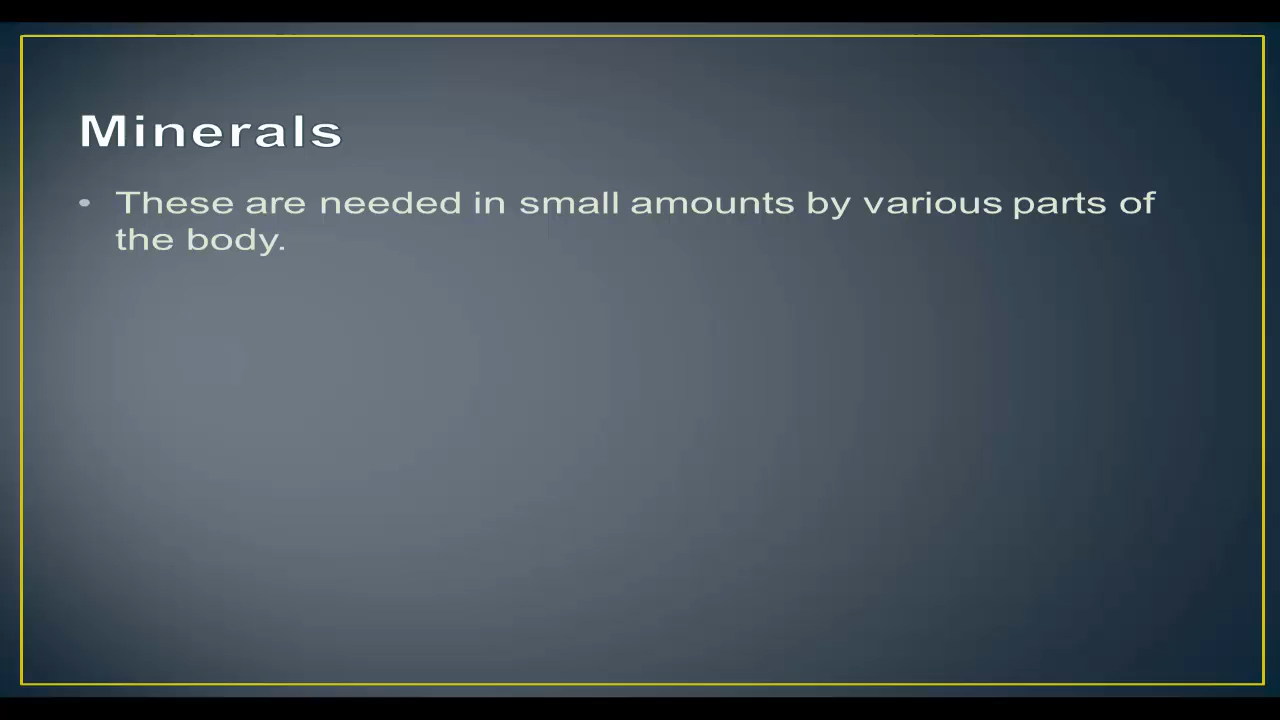 Minerals
• These are needed in small amounts by various parts of
the body.